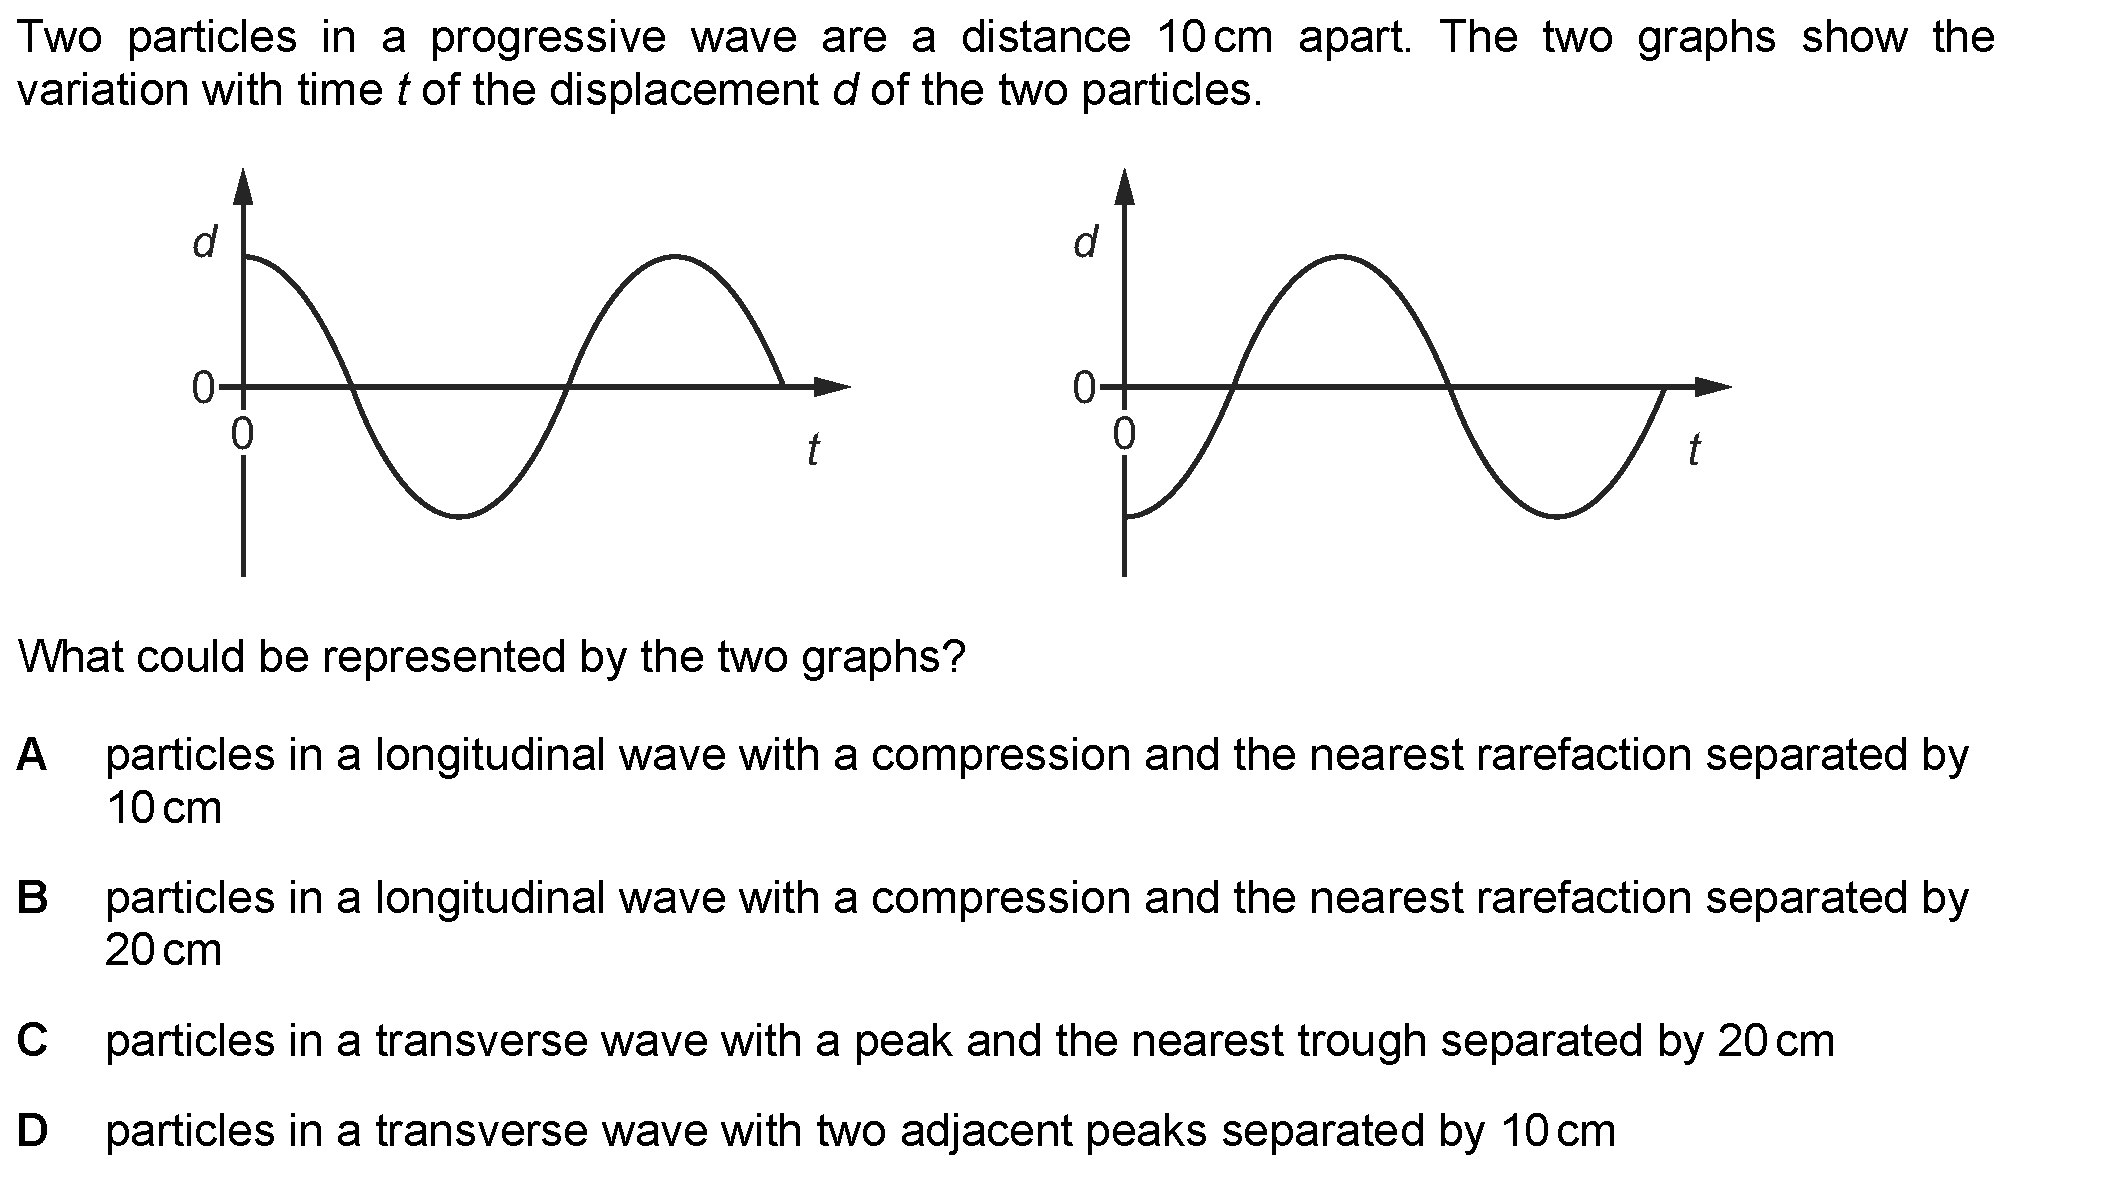 Two particles in a progressive wave are a distance 10 cm apart. The two graphs show the
variation with time t of the displacement d of the two particles.
d
d
0
0
0
0
t
t
What could be represented by the two graphs?
A particles in a longitudinal wave with a compression and the nearest rarefaction separated by
10 cm
B particles in a longitudinal wave with a compression and the nearest rarefaction separated by
20 cm
C particles in a transverse wave with a peak and the nearest trough separated by 20 cm
D particles in a transverse wave with two adjacent peaks separated by 10 cm